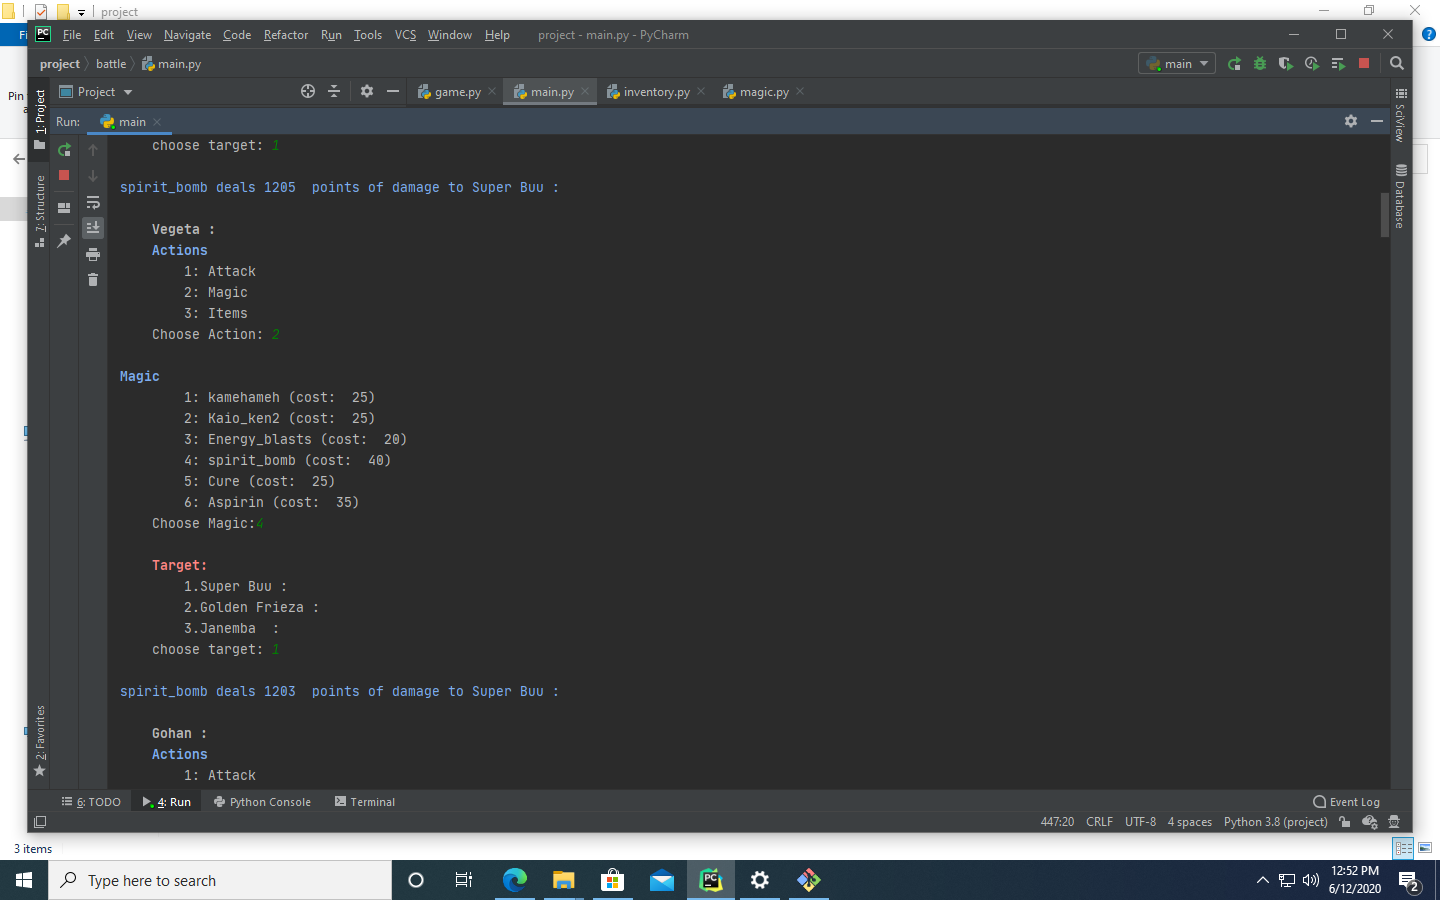 project
Fi
PC File Edit View Navigate Code Refactor Run Tools VCS Window Help project - main.py - PyCharm
?
project battle main.py main
Pin
a
1: Project
Project game.py main.py inventory.py magic.py
Run: main
SciView
Database
7: Structure
2: Favorites
choose target: 1
spirit_bomb deals 1205  points of damage to Super Buu :
Vegeta :
Actions
1: Attack
2: Magic
3: Items
Choose Action: 2
Magic
1: kamehameh (cost:  25)
2: Kaio_ken2 (cost:  25)
3: Energy_blasts (cost:  20)
4: spirit_bomb (cost:  40)
5: Cure (cost:  25)
6: Aspirin (cost:  35)
Choose Magic:4
Target:
1.Super Buu :
2.Golden Frieza :
3.Janemba  :
choose target: 1
spirit_bomb deals 1203  points of damage to Super Buu :
Gohan :
Actions
1: Attack
6: TODO 4: Run Python Console Terminal Event Log
447:20 CRLF UTF-8 4 spaces Python 3.8 (project)
3 items
Type here to search PC 12:52 PM
6/12/2020
2